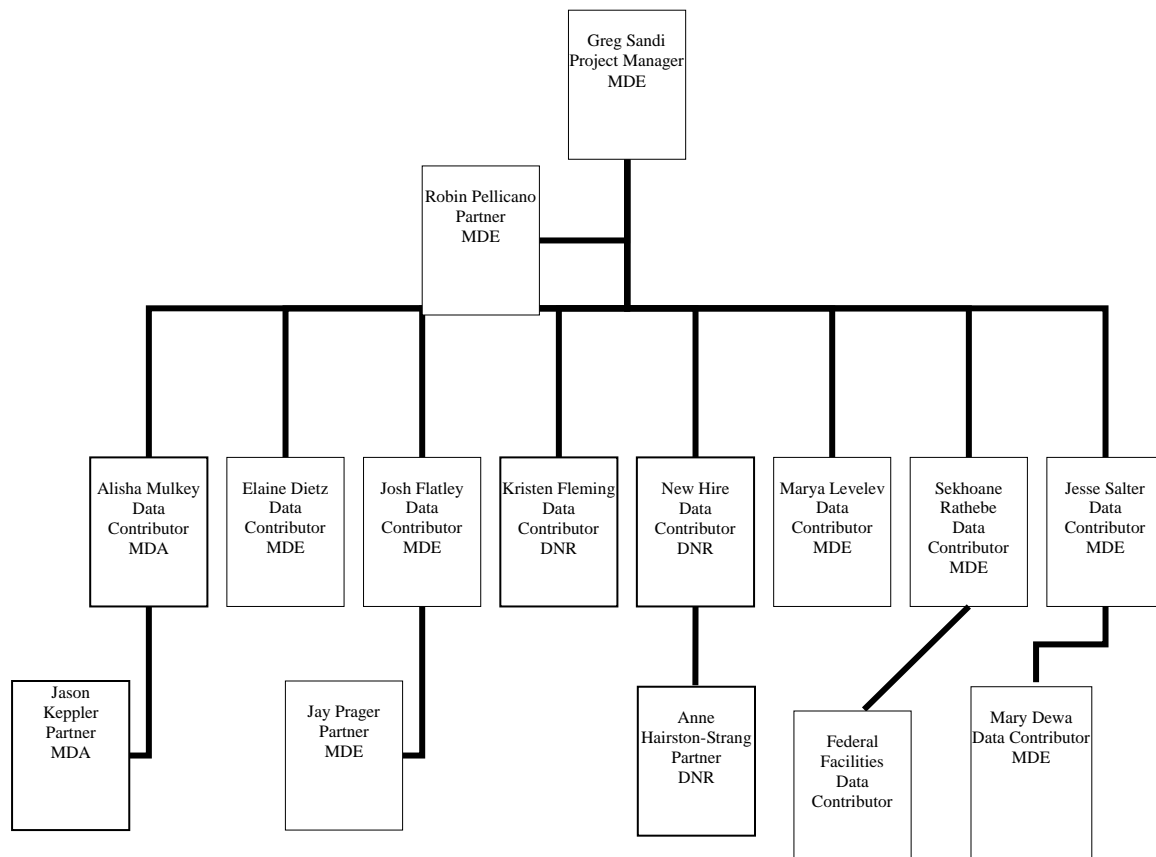 Greg Sandi
Project Manager
MDE
Robin Pellicano
Partner
MDE
Alisha Mulkey
Data
Contributor
MDA
Elaine Dietz
Data
Contributor
MDE
Josh Flatley
Data
Contributor
MDE
Kristen Fleming
Data
Contributor
DNR
New Hire
Data
Contributor
DNR
Marya Levelev
Data
Contributor
MDE
Sekhoane
Rathebe
Data
Contributor
MDE
Jesse Salter
Data
Contributor
MDE
Jason
Keppler
Partner
MDA
Jay Prager
Partner
MDE
Anne
Hairston-Strang
Partner
DNR
Federal
Facilities
Data
Contributor
Mary Dewa
Data Contributor
MDE